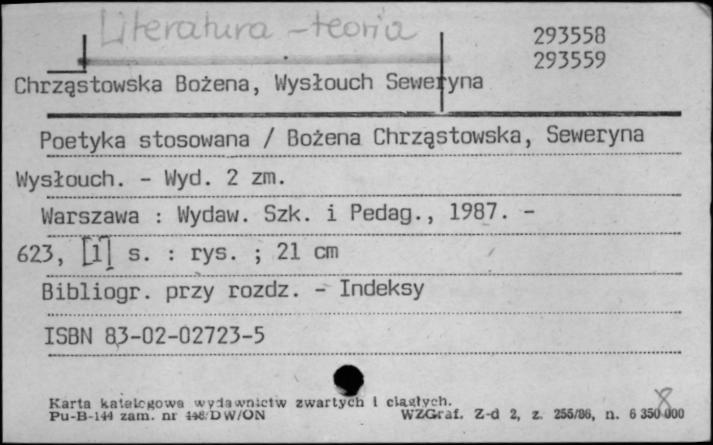 Literatura - teoria
293558
293559
Chrząstowska Bożena, Wysłouch Seweryna
Poetyka stosowana / Bożena Chrząstowska, Seweryna
Wysłouch. - Wyd. 2 zm.
Warszawa : Wydaw. Szk. i Pedag., 1987. -
623, [1] s. : rys. ; 21 cm
Bibliogr. przy rozdz. - Indeksy
ISBN 83-02-02723-5
Karta katalogowa wydawnictw zwartych i ciągłych.
Pu-B-144 zam. nr 448/DW/ON WZGraf. Z-d 2, z. 255/86, n. 6 350 000
8